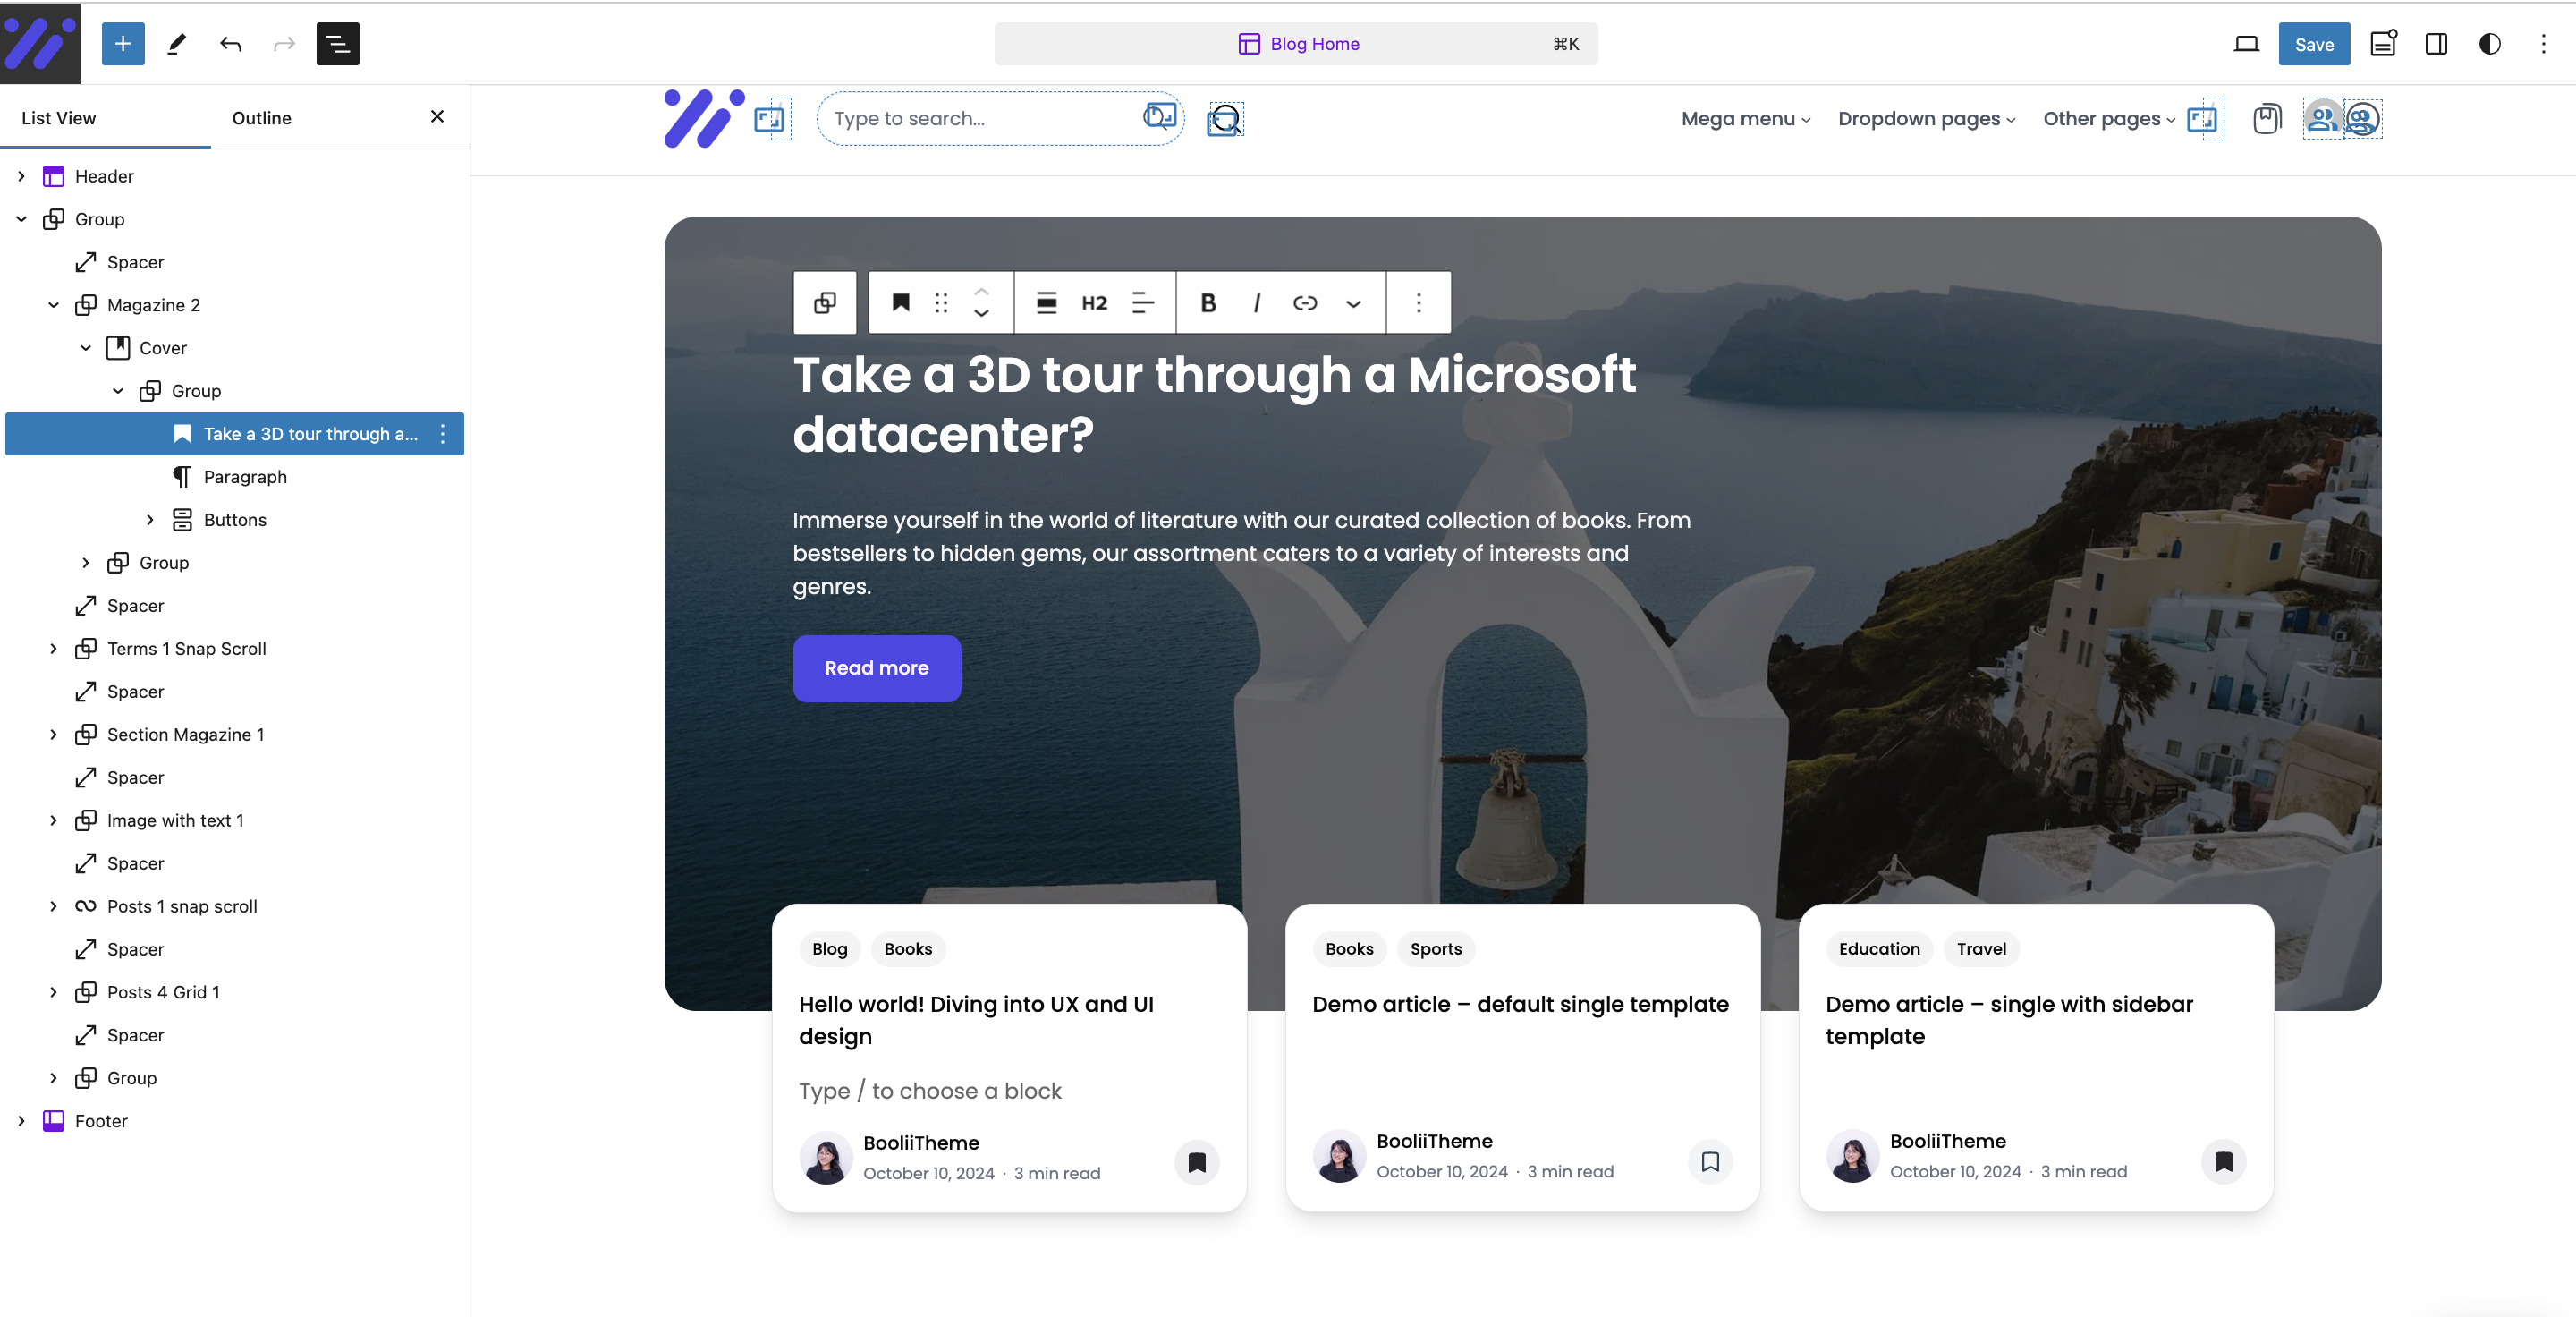 Blog Home
⌘K
Save
List View
Outline
Header
Group
Spacer
Magazine 2
Cover
Group
Take a 3D tour through a...
Paragraph
Buttons
Group
Spacer
Terms 1 Snap Scroll
Spacer
Section Magazine 1
Spacer
Image with text 1
Spacer
Posts 1 snap scroll
Spacer
Posts 4 Grid 1
Spacer
Group
Footer
Type to search...
Mega menu
Dropdown pages
Other pages
H2
B
I
Take a 3D tour through a Microsoft
datacenter?
Immerse yourself in the world of literature with our curated collection of books. From
bestsellers to hidden gems, our assortment caters to a variety of interests and
genres.
Read more
Blog
Books
Hello world! Diving into UX and UI
design
Type / to choose a block
BooliiTheme
October 10, 2024 · 3 min read
Books
Sports
Demo article – default single template
BooliiTheme
October 10, 2024 · 3 min read
Education
Travel
Demo article – single with sidebar
template
BooliiTheme
October 10, 2024 · 3 min read